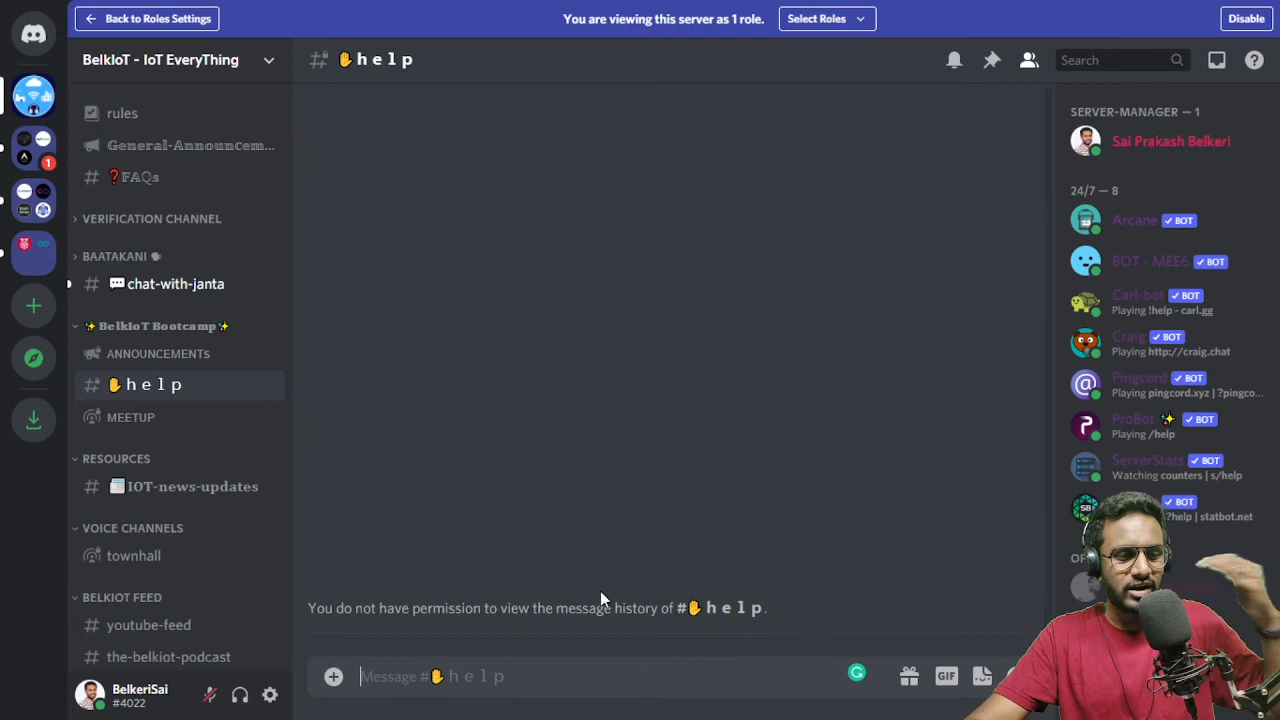 Back to Roles Settings
You are viewing this server as 1 role.
Select Roles
Disable
BelkIoT - IoT EveryThing
✋help
Search
rules
General-Announcem...
❓FAQs
VERIFICATION CHANNEL
BAATAKANI
💬chat-with-janta
✨BelkIoT Bootcamp✨
ANNOUNCEMENTS
✋help
MEETUP
RESOURCES
IOT-news-updates
VOICE CHANNELS
townhall
BELKIOT FEED
youtube-feed
the-belkiot-podcast
BelkeriSai
#4022
1
You do not have permission to view the message history of #✋help.
Message #✋help
GIF
SERVER-MANAGER — 1
Sai Prakash Belkeri
24/7 — 8
Arcane ✓ BOT
BOT - MEE6 ✓ BOT
Carl-bot ✓ BOT
Playing !help - carl.gg
Craig ✓ BOT
Playing http://craig.chat
Pingcord ✓ BOT
Playing pingcord.xyz | ?pingco...
ProBot ✨ ✓ BOT
Playing /help
ServerStats ✓ BOT
Watching counters | s/help
✓ BOT
?help | statbot.net